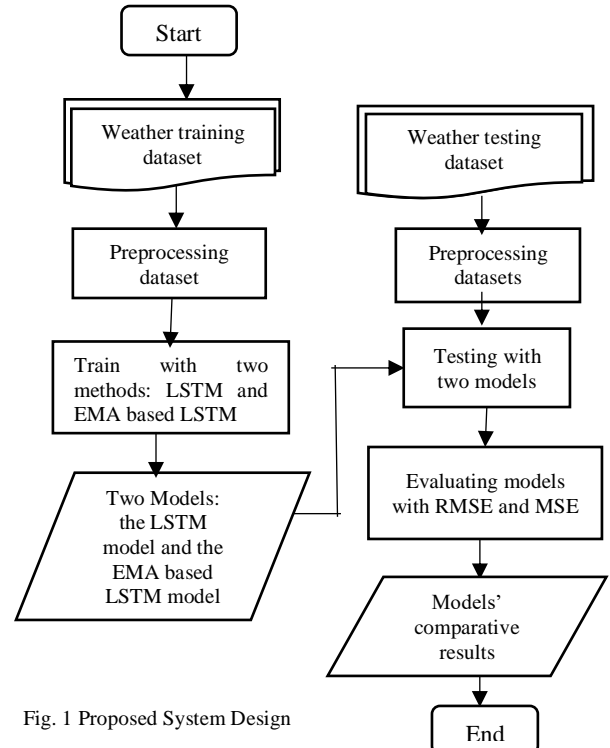 Start
Weather training
dataset
Preprocessing
dataset
Train with two
methods: LSTM and
EMA based LSTM
Two Models:
the LSTM
model and the
EMA based
LSTM model
Weather testing
dataset
Preprocessing
datasets
Testing with
two models
Evaluating models
with RMSE and MSE
Models’
comparative
results
End
Fig. 1 Proposed System Design